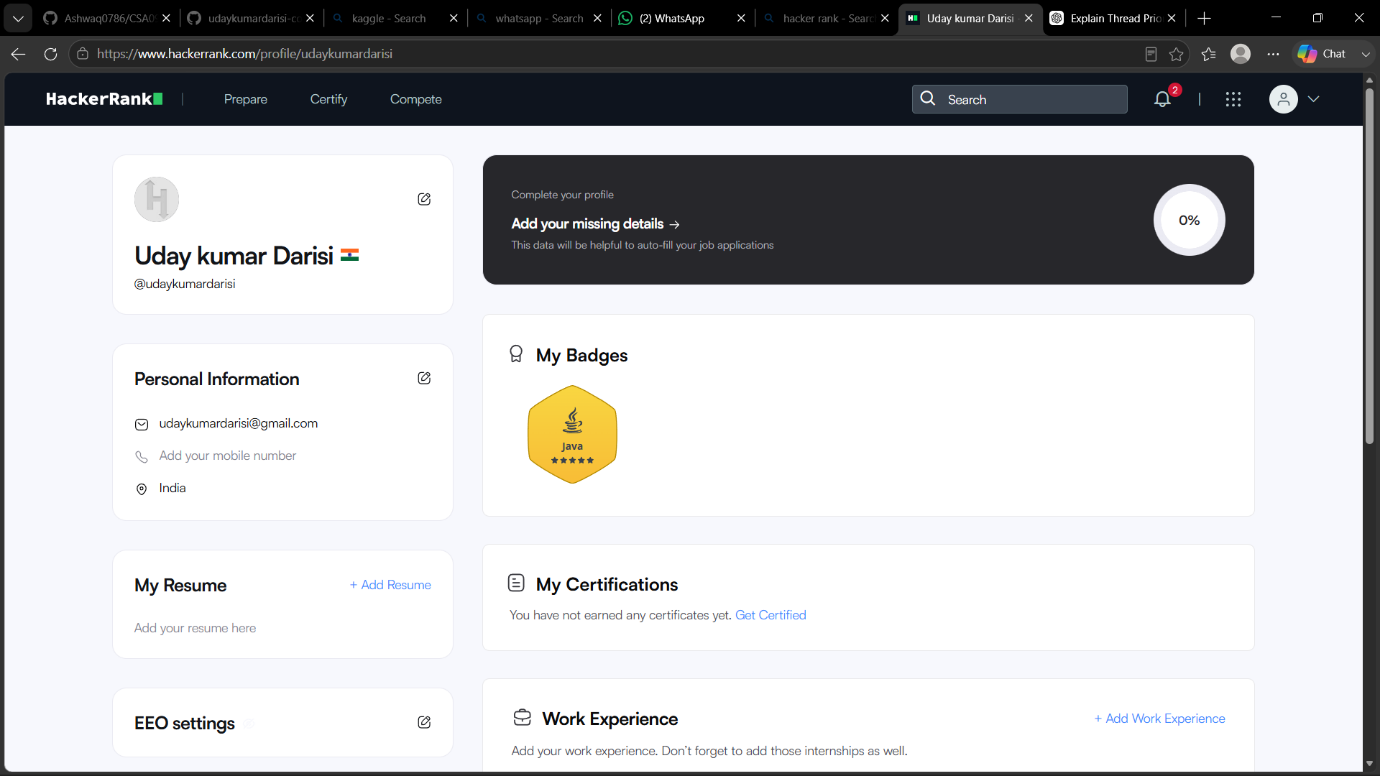 Ashwaq0786/CSA0
udaykumardarisi-c
kaggle - Search
whatsapp - Search
(2) WhatsApp
hacker rank - Sear
Uday kumar Darisi
Explain Thread Prio
https://www.hackerrank.com/profile/udaykumardarisi
Chat
HackerRank
Prepare
Certify
Compete
Search
2
Uday kumar Darisi
@udaykumardarisi
Personal Information
udaykumardarisi@gmail.com
Add your mobile number
India
My Resume
+ Add Resume
Add your resume here
EEO settings
Complete your profile
Add your missing details →
This data will be helpful to auto-fill your job applications
0%
My Badges
Java
★★★★★
My Certifications
You have not earned any certificates yet. Get Certified
Work Experience
+ Add Work Experience
Add your work experience. Don't forget to add those internships as well.